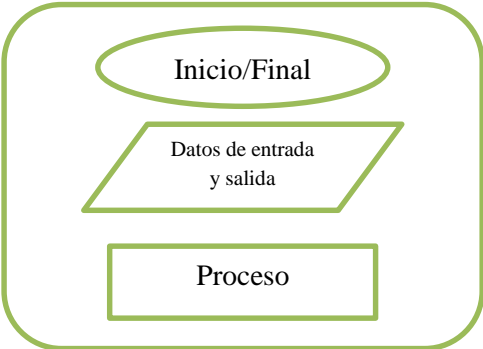 Inicio/Final
Datos de entrada
y salida
Proceso